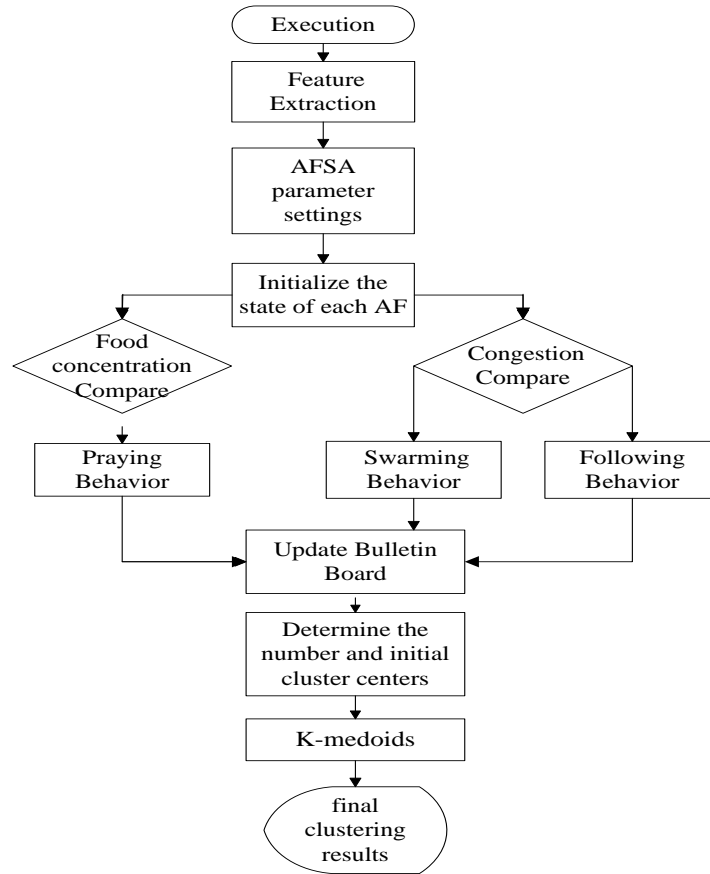 Execution
Feature
Extraction
AFSA
parameter
settings
Initialize the
state of each AF
Food
concentration
Compare
Congestion
Compare
Praying
Behavior
Swarming
Behavior
Following
Behavior
Update Bulletin
Board
Determine the
number and initial
cluster centers
K-medoids
final
clustering
results